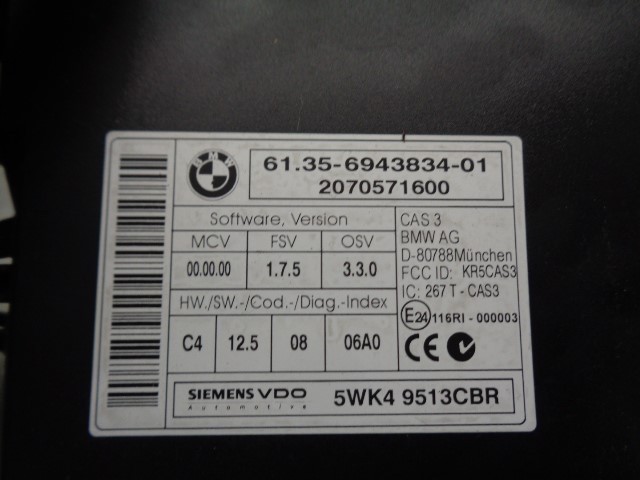 BMW
61.35-6943834-01
2070571600
Software, Version
MCV FSV OSV
00.00.00 1.7.5 3.3.0
HW./SW.-/Cod.-/Diag.-Index
C4 12.5 08 06A0
CAS 3
BMW AG
D-80788München
FCC ID: KR5CAS3
IC: 267 T - CAS3
E24 116RI - 000003
CE
SIEMENS VDO
Automotive
5WK4 9513CBR